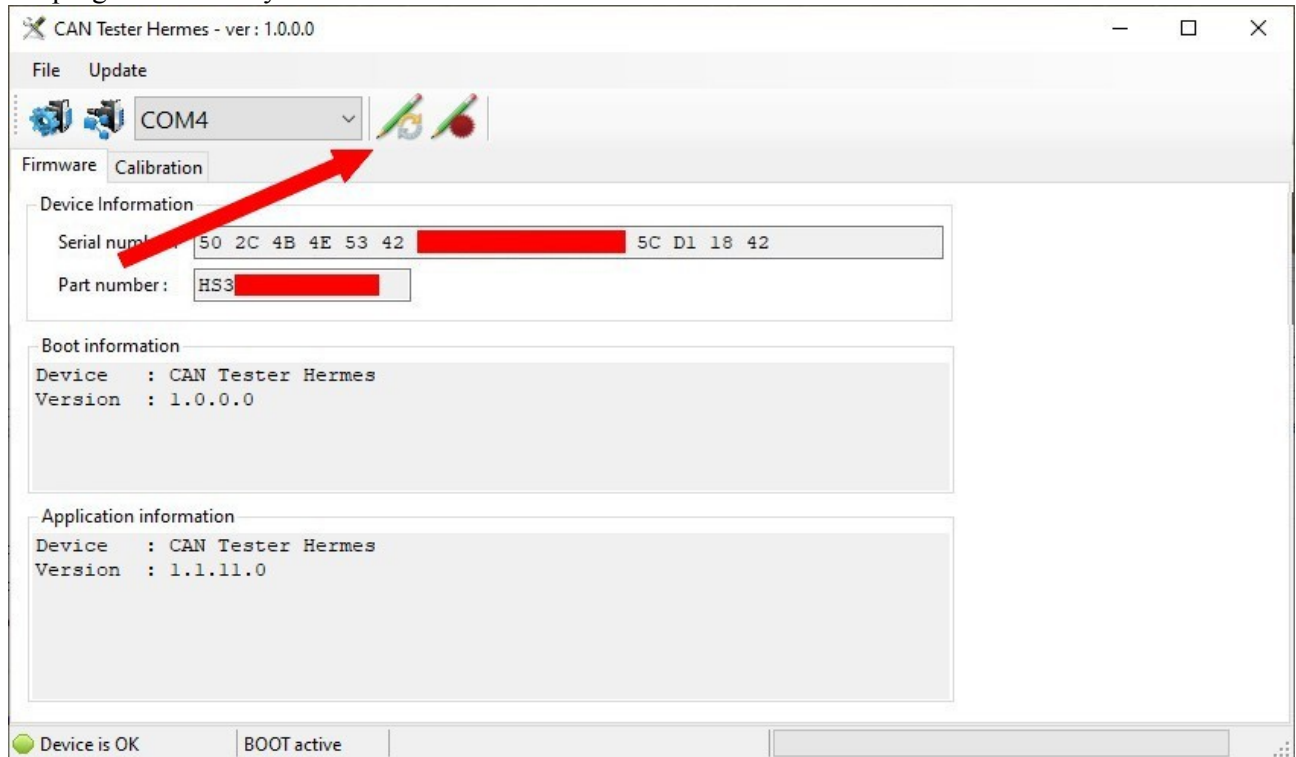 CAN Tester Hermes - ver : 1.0.0.0
File Update
COM4
Firmware Calibration
Device Information
Serial num 50 2C 4B 4E 53 42 5C D1 18 42
Part number : HS3
Boot information
Device : CAN Tester Hermes
Version : 1.0.0.0
Application information
Device : CAN Tester Hermes
Version : 1.1.11.0
Device is OK BOOT active